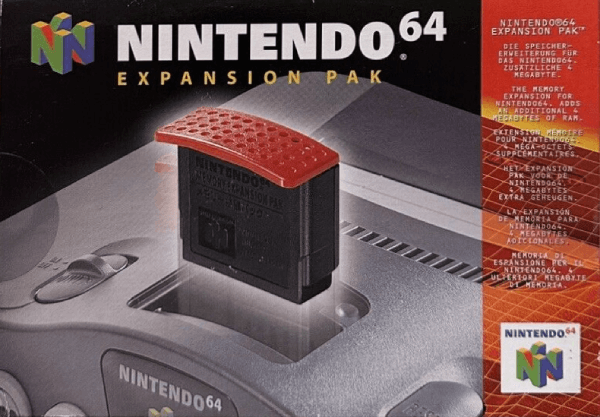 NINTENDO®64
EXPANSION PAK™
DIE SPEICHER-
ERWEITERUNG FÜR
DAS NINTENDO64.
ZUSÄTZLICHE 4
MEGABYTE.
THE MEMORY
EXPANSION FOR
NINTENDO64. ADDS
AN ADDITIONAL 4
MEGABYTES OF RAM.
EXTENSION MÉMOIRE
POUR NINTENDO64.
4 MÉGA-OCTETS
SUPPLÉMENTAIRES.
HET EXPANSION
PAK VOOR DE
NINTENDO64.
4 MEGABYTES
EXTRA GEHEUGEN.
LA EXPANSIÓN
DE MEMORIA PARA
NINTENDO64.
4 MEGABYTES
ADICIONALES.
MEMORIA DI
ESPANSIONE PER IL
NINTENDO64. 4
ULTERIORI MEGABYTE
DI MEMORIA.
NINTENDO64®
EXPANSION PAK
NINTENDO64
NINTENDO64
NINTENDO64